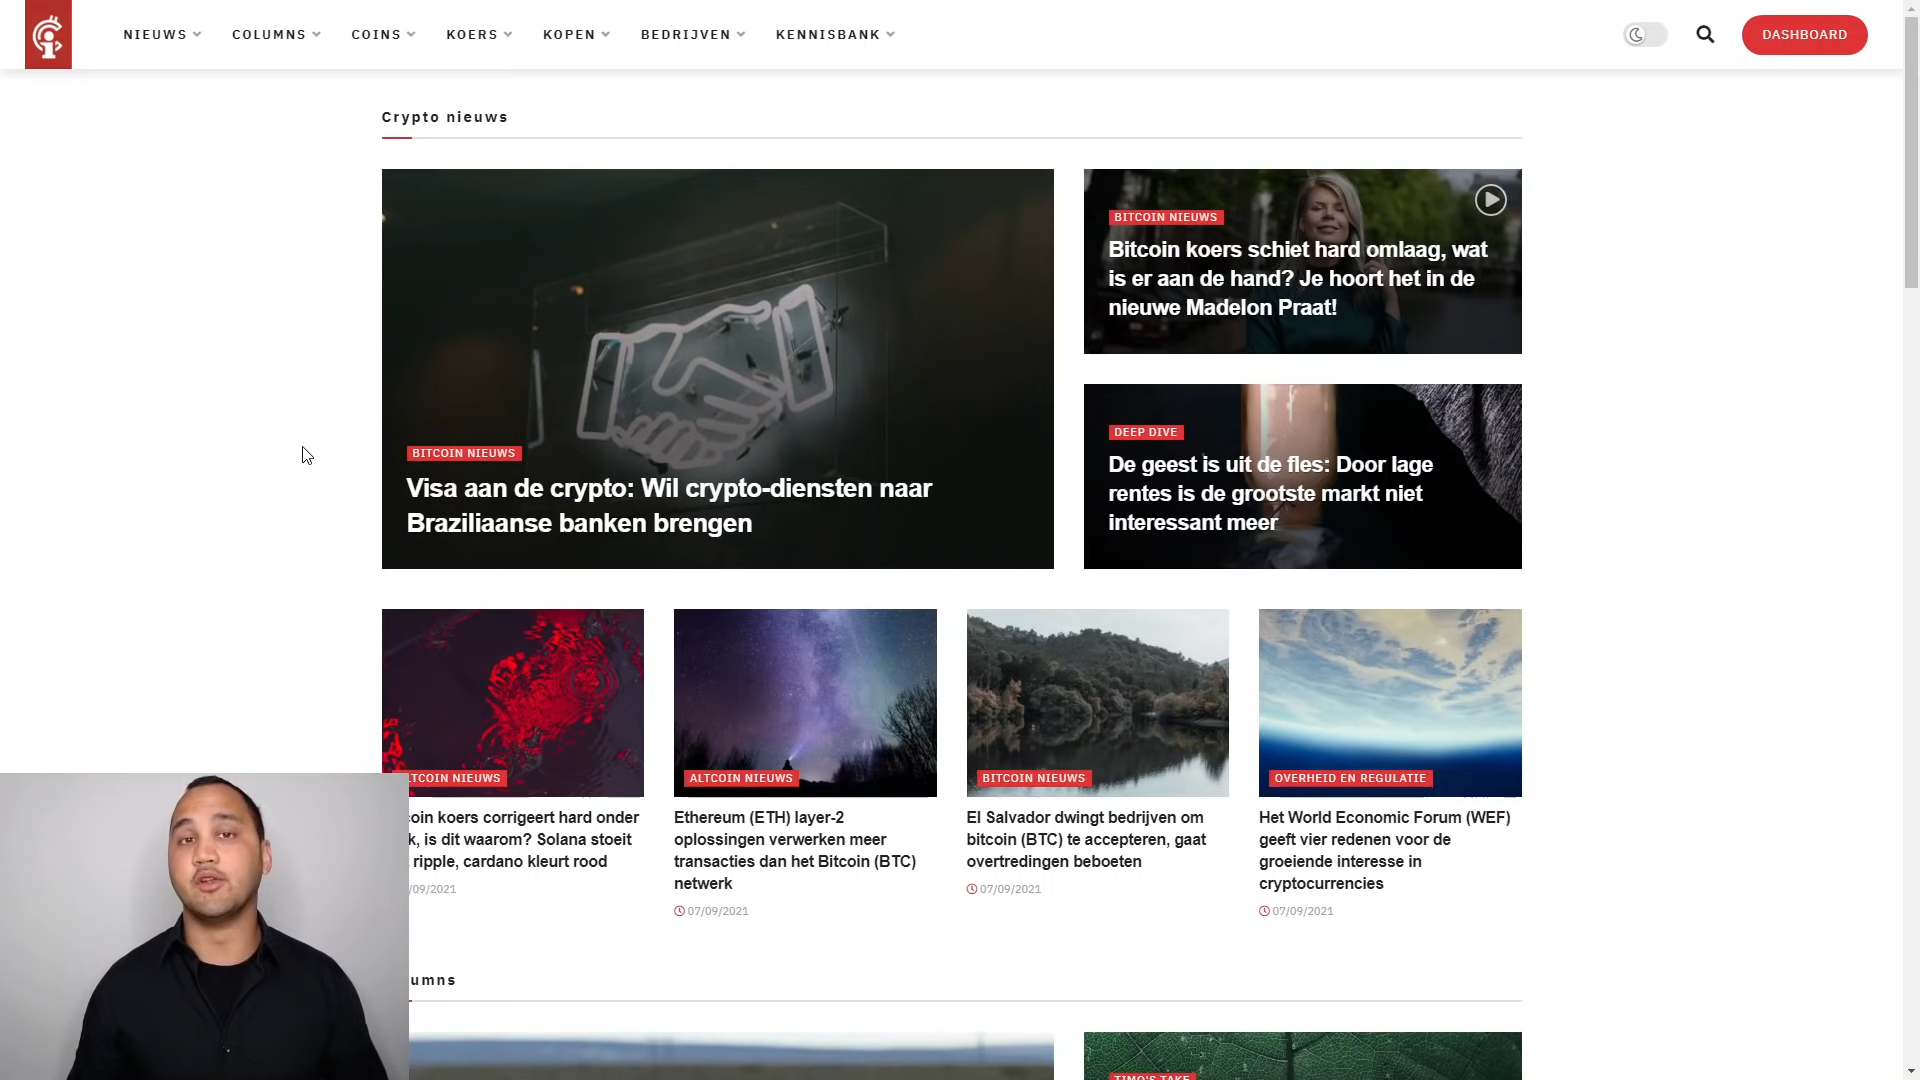 NIEUWS COLUMNS COINS KOERS KOPEN BEDRIJVEN KENNISBANK DASHBOARD
Crypto nieuws
BITCOIN NIEUWS
Visa aan de crypto: Wil crypto-diensten naar
Braziliaanse banken brengen
BITCOIN NIEUWS
Bitcoin koers schiet hard omlaag, wat
is er aan de hand? Je hoort het in de
nieuwe Madelon Praat!
DEEP DIVE
De geest is uit de fles: Door lage
rentes is de grootste markt niet
interessant meer
LTCOIN NIEUWS
coin koers corrigeert hard onder
k, is dit waarom? Solana stoeit
ripple, cardano kleurt rood
/09/2021
ALTCOIN NIEUWS
Ethereum (ETH) layer-2
oplossingen verwerken meer
transacties dan het Bitcoin (BTC)
netwerk
07/09/2021
BITCOIN NIEUWS
El Salvador dwingt bedrijven om
bitcoin (BTC) te accepteren, gaat
overtredingen beboeten
07/09/2021
OVERHEID EN REGULATIE
Het World Economic Forum (WEF)
geeft vier redenen voor de
groeiende interesse in
cryptocurrencies
07/09/2021
umns
TIMO'S TAKE